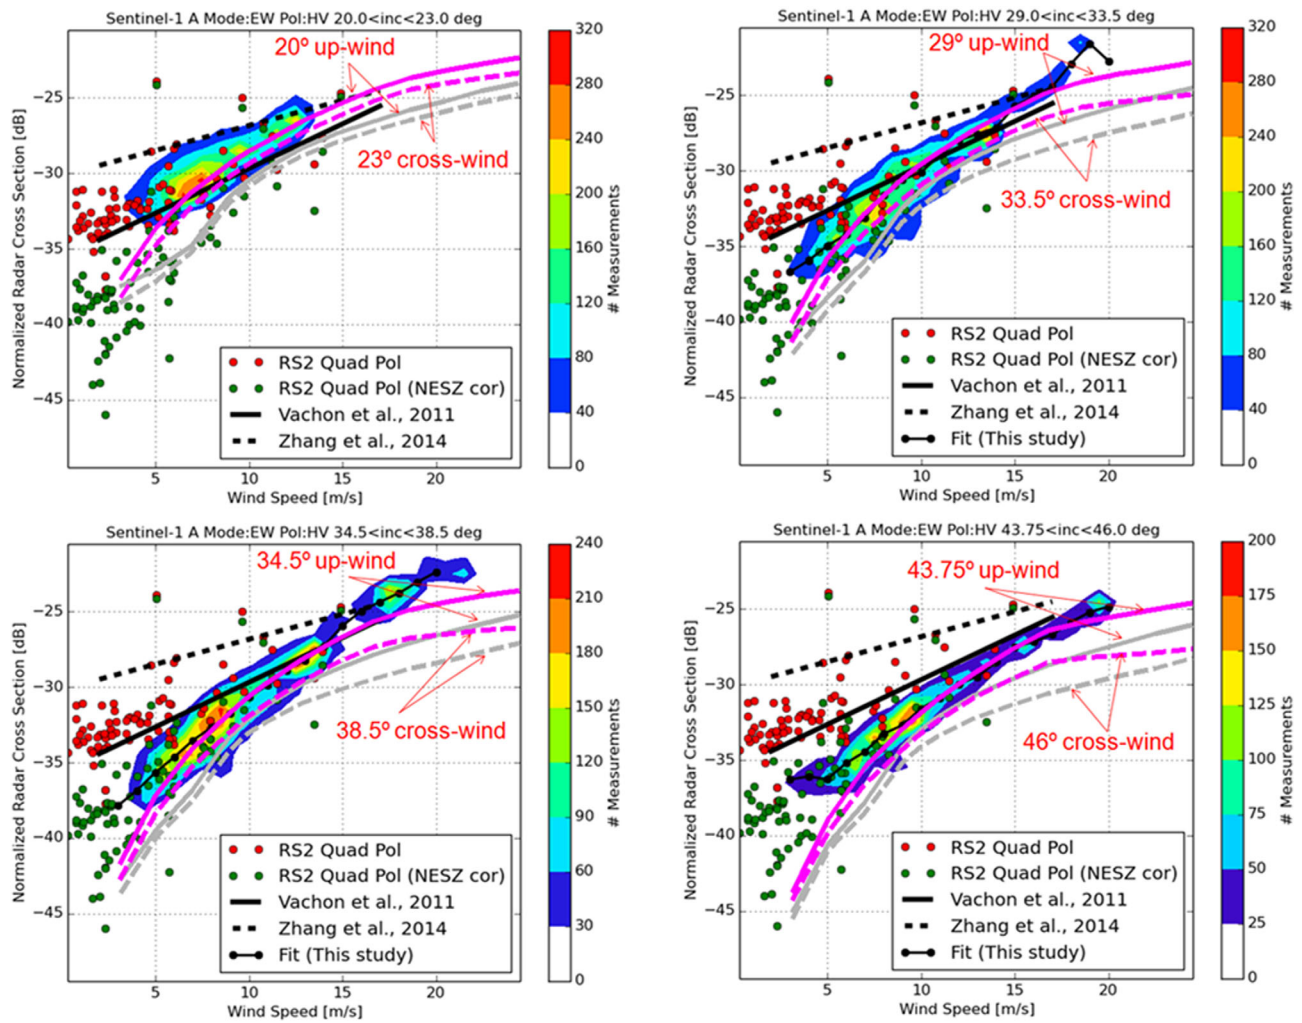 Sentinel-1 A Mode:EW Pol:HV 20.0<inc<23.0 deg
Normalized Radar Cross Section [dB]
−25
−30
−35
−40
−45
20º up-wind
23º cross-wind
RS2 Quad Pol
RS2 Quad Pol (NESZ cor)
Vachon et al., 2011
Zhang et al., 2014
5 10 15 20
Wind Speed [m/s]
320
280
240
200
160
120
80
40
0
# Measurements
Sentinel-1 A Mode:EW Pol:HV 29.0<inc<33.5 deg
Normalized Radar Cross Section [dB]
−25
−30
−35
−40
−45
29º up-wind
33.5º cross-wind
RS2 Quad Pol
RS2 Quad Pol (NESZ cor)
Vachon et al., 2011
Zhang et al., 2014
Fit (This study)
5 10 15 20
Wind Speed [m/s]
320
280
240
200
160
120
80
40
0
# Measurements
Sentinel-1 A Mode:EW Pol:HV 34.5<inc<38.5 deg
Normalized Radar Cross Section [dB]
−25
−30
−35
−40
−45
34.5º up-wind
38.5º cross-wind
RS2 Quad Pol
RS2 Quad Pol (NESZ cor)
Vachon et al., 2011
Zhang et al., 2014
Fit (This study)
5 10 15 20
Wind Speed [m/s]
240
210
180
150
120
90
60
30
0
# Measurements
Sentinel-1 A Mode:EW Pol:HV 43.75<inc<46.0 deg
Normalized Radar Cross Section [dB]
−25
−30
−35
−40
−45
43.75º up-wind
46º cross-wind
RS2 Quad Pol
RS2 Quad Pol (NESZ cor)
Vachon et al., 2011
Zhang et al., 2014
Fit (This study)
5 10 15 20
Wind Speed [m/s]
200
175
150
125
100
75
50
25
0
# Measurements